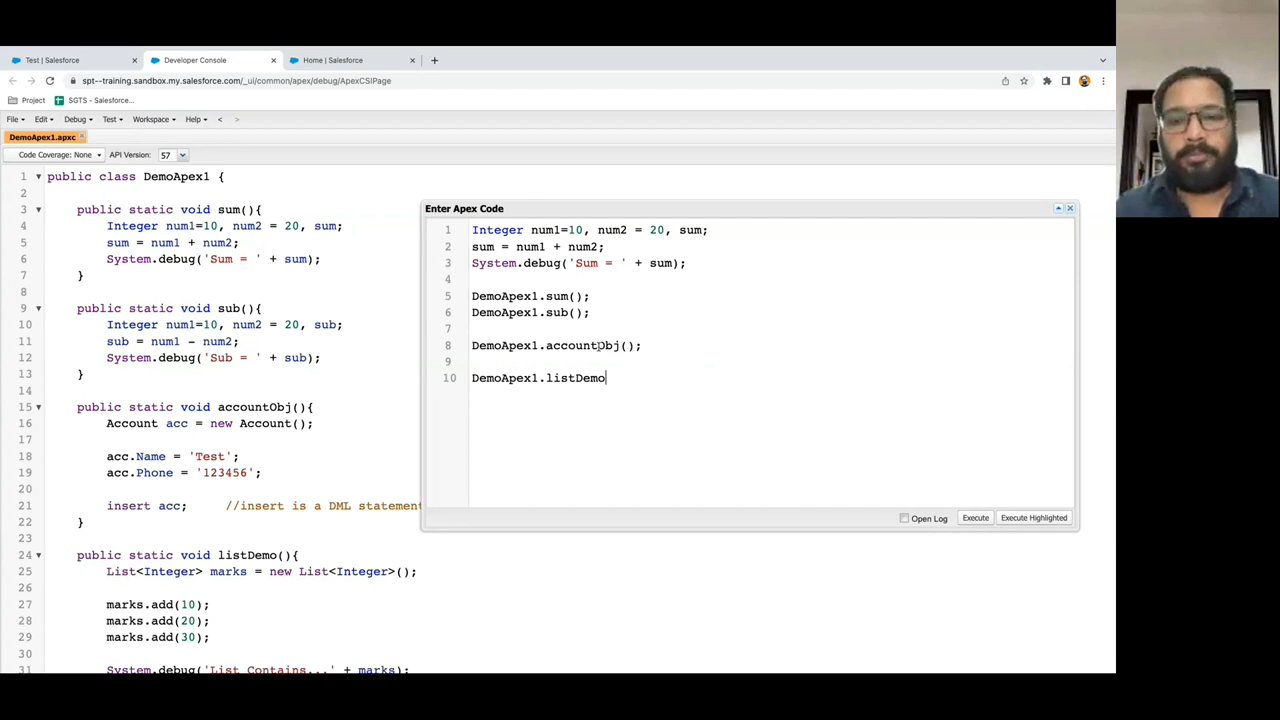 Test | Salesforce
Developer Console
Home | Salesforce
spt--training.sandbox.my.salesforce.com/_ui/common/apex/debug/ApexCSIPage
Project
SGTS - Salesforce...
File
Edit
Debug
Test
Workspace
Help
<
>
DemoApex1.apxc
Code Coverage: None
API Version:
57
1 public class DemoApex1 {
2
3 public static void sum(){
4 Integer num1=10, num2 = 20, sum;
5 sum = num1 + num2;
6 System.debug('Sum = ' + sum);
7 }
8
9 public static void sub(){
10 Integer num1=10, num2 = 20, sub;
11 sub = num1 - num2;
12 System.debug('Sub = ' + sub);
13 }
14
15 public static void accountObj(){
16 Account acc = new Account();
17
18 acc.Name = 'Test';
19 acc.Phone = '123456';
20
21 insert acc; //insert is a DML statement
22 }
23
24 public static void listDemo(){
25 List<Integer> marks = new List<Integer>();
26
27 marks.add(10);
28 marks.add(20);
29 marks.add(30);
30
31 System.debug('List Contains...' + marks);
Enter Apex Code
1 Integer num1=10, num2 = 20, sum;
2 sum = num1 + num2;
3 System.debug('Sum = ' + sum);
4
5 DemoApex1.sum();
6 DemoApex1.sub();
7
8 DemoApex1.accountObj();
9
10 DemoApex1.listDemo
Open Log
Execute
Execute Highlighted